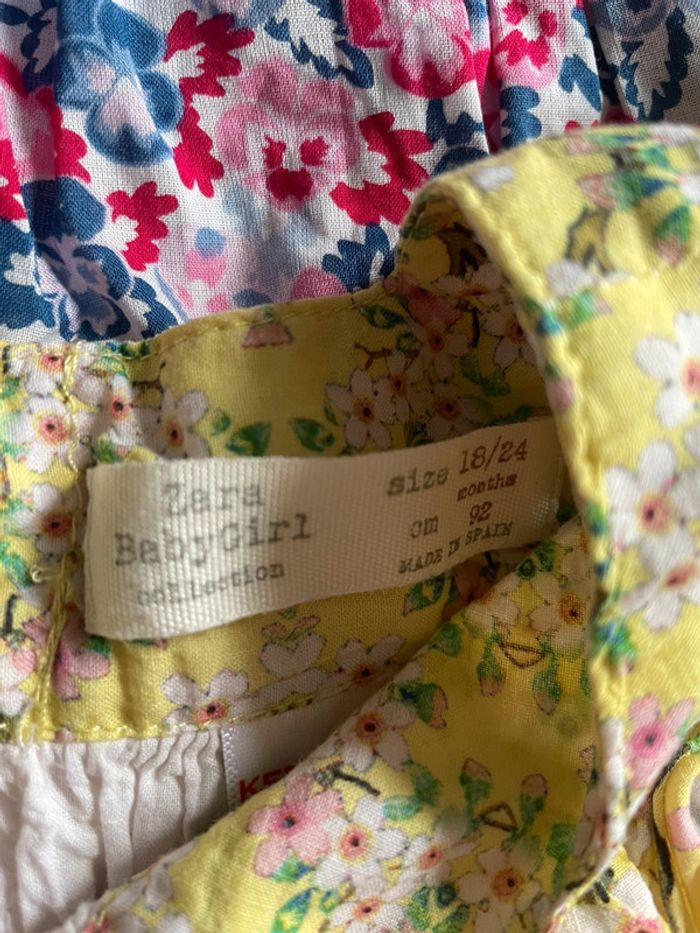 Zara
BabyGirl
collection
size 18/24
months
cm 92
MADE IN SPAIN